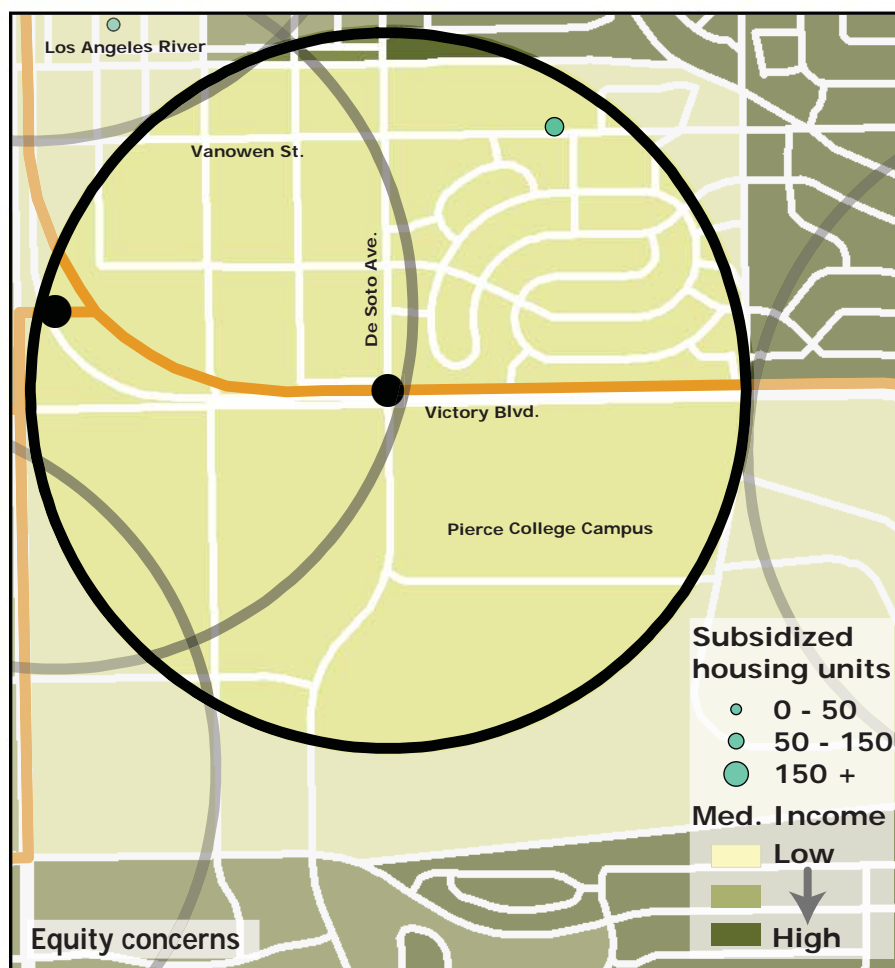 Los Angeles River
Vanowen St.
De Soto Ave.
Victory Blvd.
Pierce College Campus
Subsidized
housing units
0 - 50
50 - 150
150 +
Med. Income
Low
High
Equity concerns